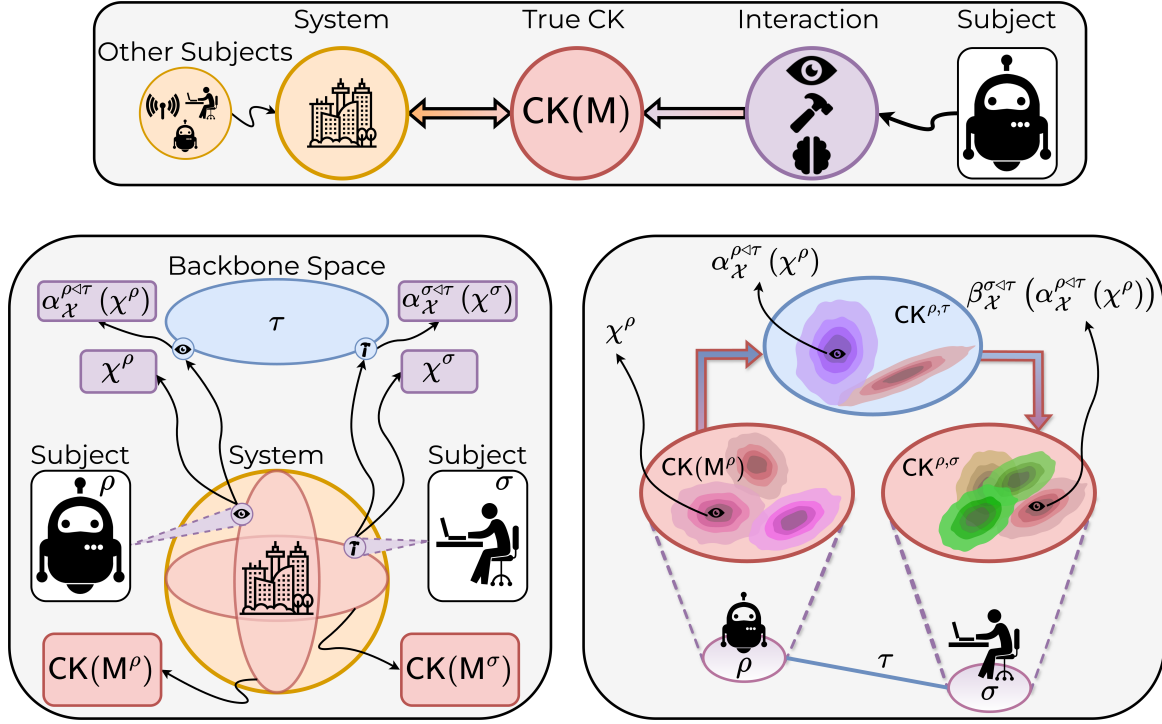 System
True CK
Interaction
Subject
Other Subjects
CK(M)
Backbone Space
α_𝒳^{ρ◁τ} (χ^ρ)
τ
α_𝒳^{σ◁τ} (χ^σ)
χ^ρ
χ^σ
Subject
System
Subject
ρ
σ
CK(M^ρ)
CK(M^σ)
α_𝒳^{ρ◁τ} (χ^ρ)
β_𝒳^{σ◁τ} (α_𝒳^{ρ◁τ} (χ^ρ))
CK^{ρ,τ}
χ^ρ
CK(M^ρ)
CK^{ρ,σ}
ρ
τ
σ